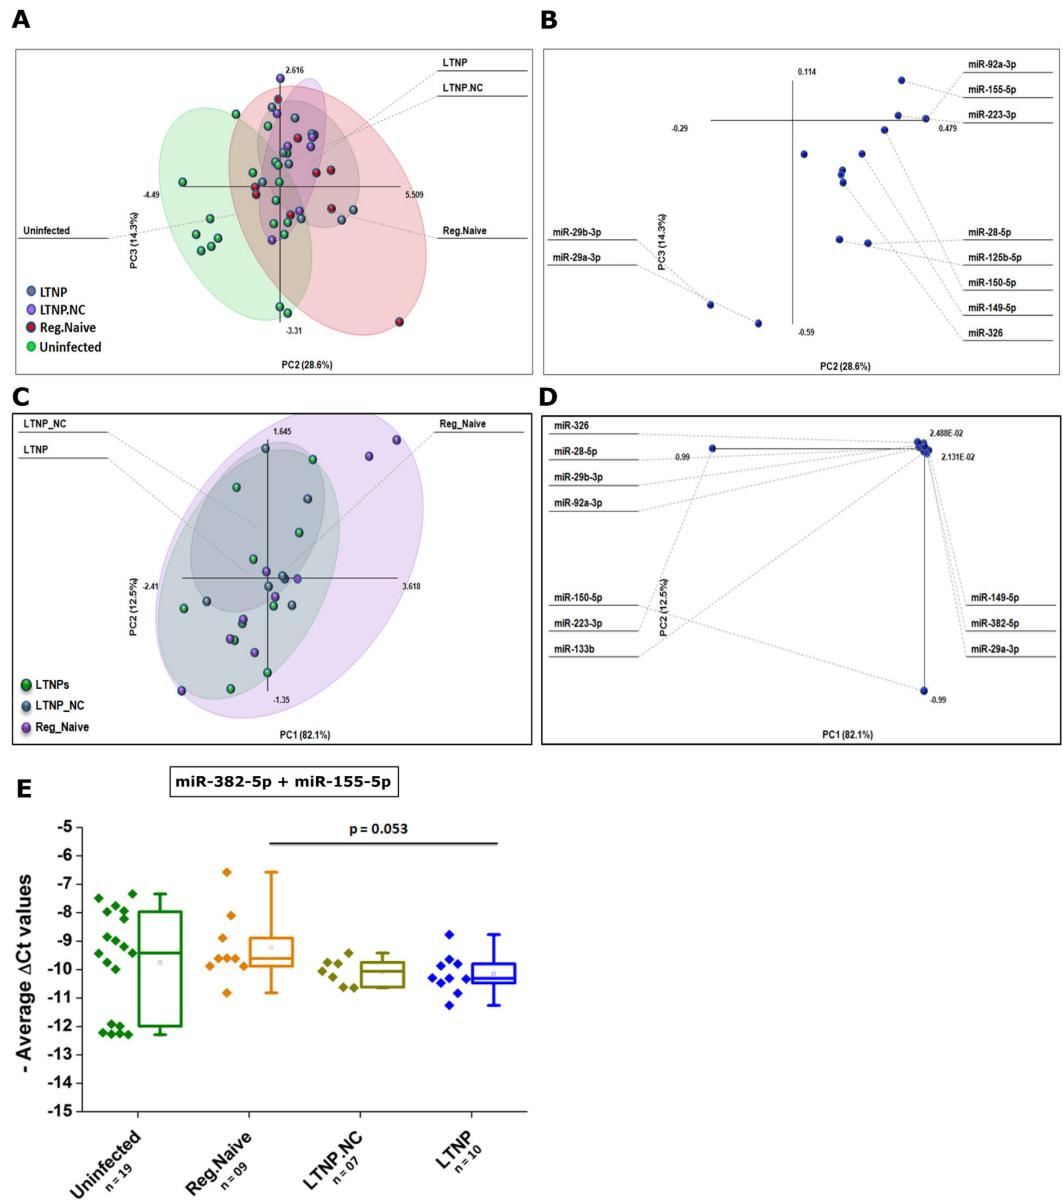 A
2.616
LTNP
LTNP.NC
-4.49
5.509
Uninfected
PC3 (14.3%)
Reg.Naive
LTNP
LTNP.NC
Reg.Naive
Uninfected
-3.31
PC2 (28.6%)
B
0.114
miR-92a-3p
miR-155-5p
miR-223-3p
-0.29
0.479
miR-29b-3p
miR-29a-3p
PC3 (14.3%)
miR-28-5p
miR-125b-5p
miR-150-5p
miR-149-5p
miR-326
-0.59
PC2 (28.6%)
C
LTNP_NC
LTNP
1.645
Reg_Naive
-2.41
3.618
PC2 (12.5%)
LTNPs
LTNP_NC
Reg_Naive
-1.35
PC1 (82.1%)
D
miR-326
miR-28-5p
miR-29b-3p
miR-92a-3p
0.99
2.488E-02
2.131E-02
miR-150-5p
miR-223-3p
miR-133b
PC2 (12.5%)
miR-149-5p
miR-382-5p
miR-29a-3p
-0.99
PC1 (82.1%)
E
miR-382-5p + miR-155-5p
p = 0.053
- Average ΔCt values
-5
-6
-7
-8
-9
-10
-11
-12
-13
-14
-15
Uninfected
n = 19
Reg.Naive
n = 09
LTNP.NC
n = 07
LTNP
n = 10